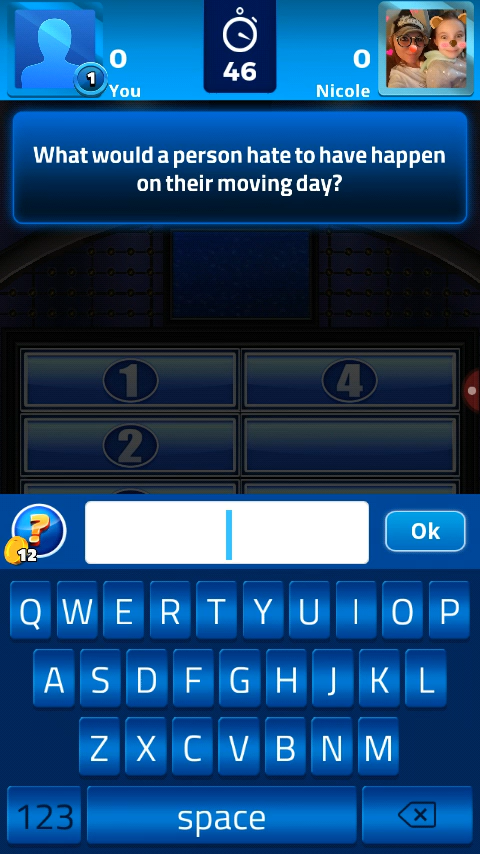 0
1
You
46
0
Nicole
What would a person hate to have happen
on their moving day?
1
4
2
?
12
Ok
Q W E R T Y U I O P
A S D F G H J K L
Z X C V B N M
123 space